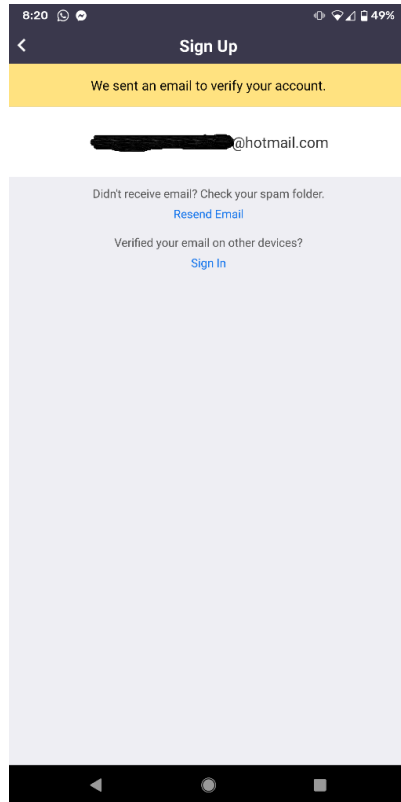 8:20 49%
Sign Up
We sent an email to verify your account.
@hotmail.com
Didn't receive email? Check your spam folder.
Resend Email
Verified your email on other devices?
Sign In